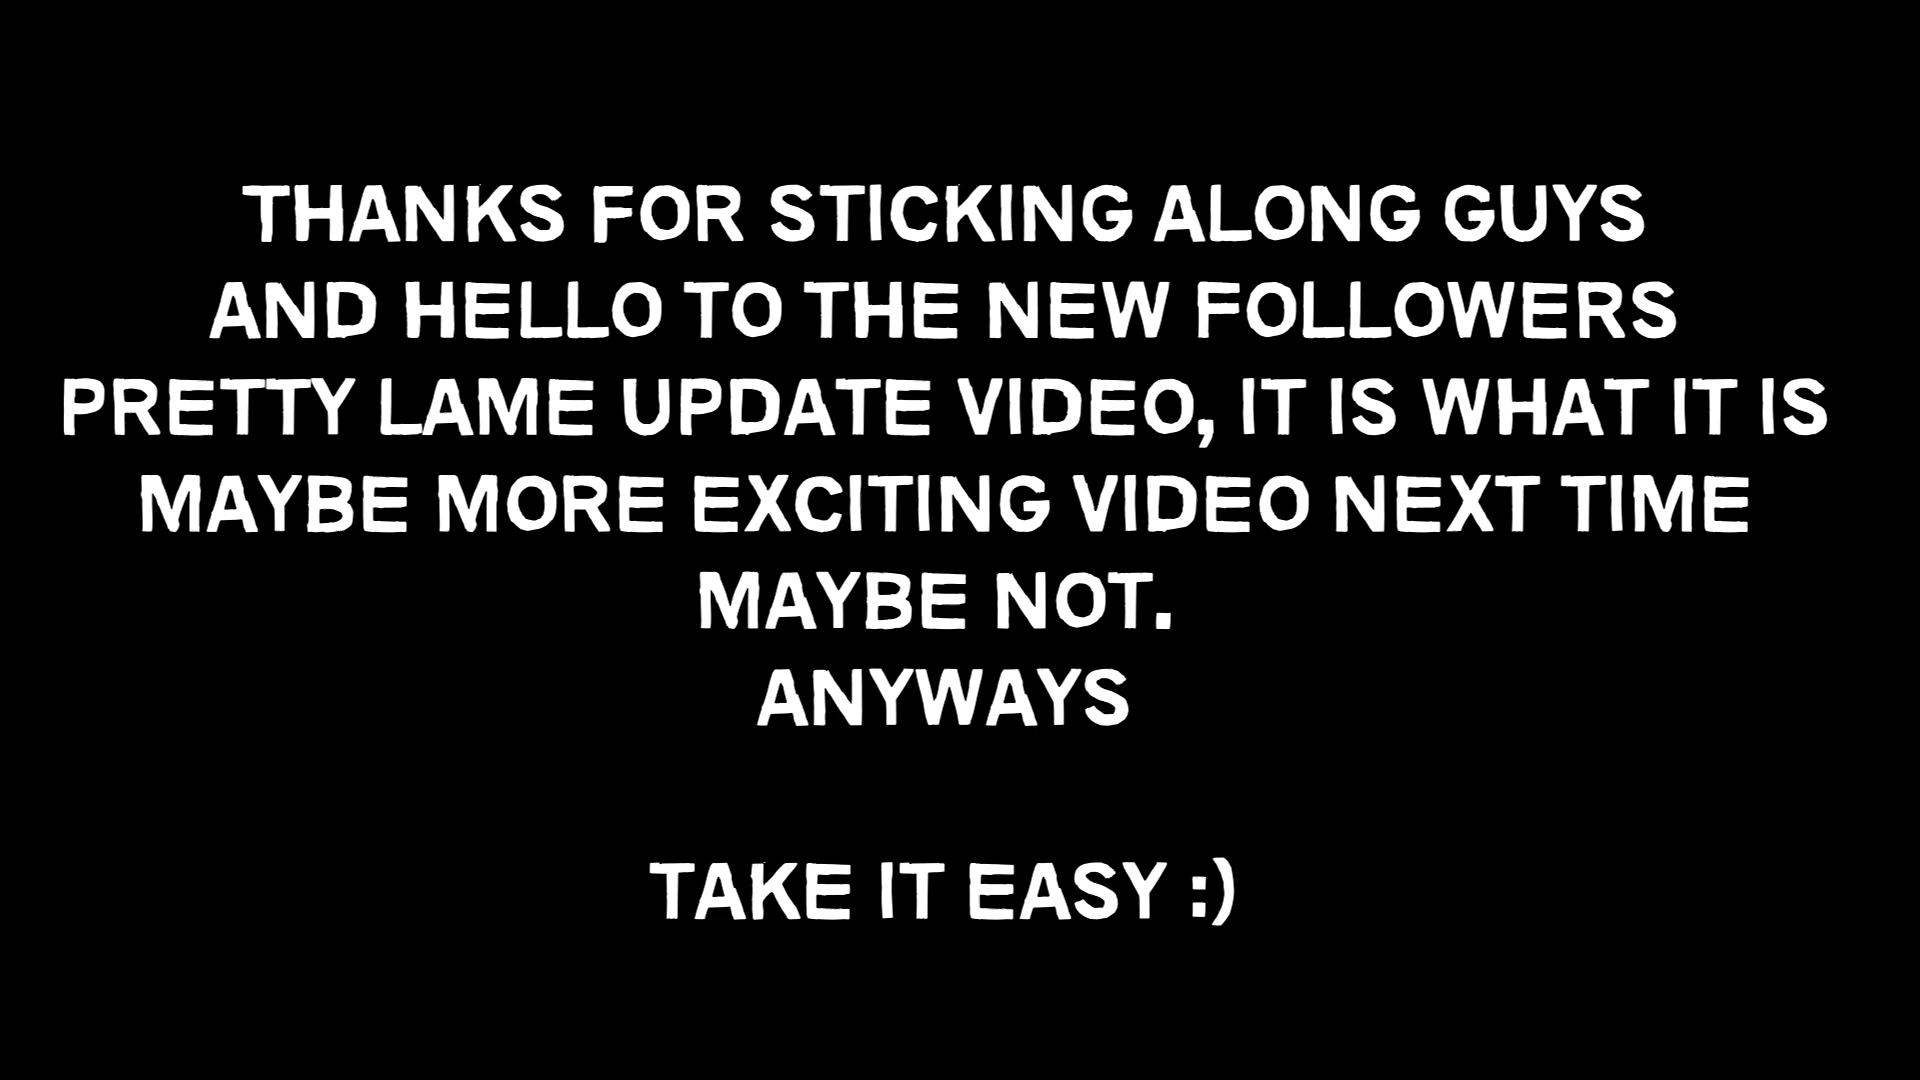 THANKS FOR STICKING ALONG GUYS
AND HELLO TO THE NEW FOLLOWERS
PRETTY LAME UPDATE VIDEO, IT IS WHAT IT IS
MAYBE MORE EXCITING VIDEO NEXT TIME
MAYBE NOT.
ANYWAYS
TAKE IT EASY :)